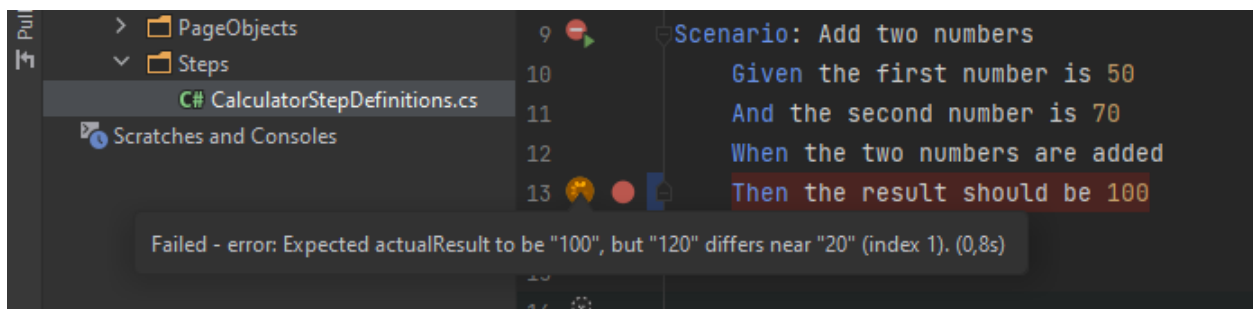 Pull
PageObjects
Steps
C# CalculatorStepDefinitions.cs
Scratches and Consoles
9 Scenario: Add two numbers
10 Given the first number is 50
11 And the second number is 70
12 When the two numbers are added
13 Then the result should be 100
Failed - error: Expected actualResult to be "100", but "120" differs near "20" (index 1). (0,8s)